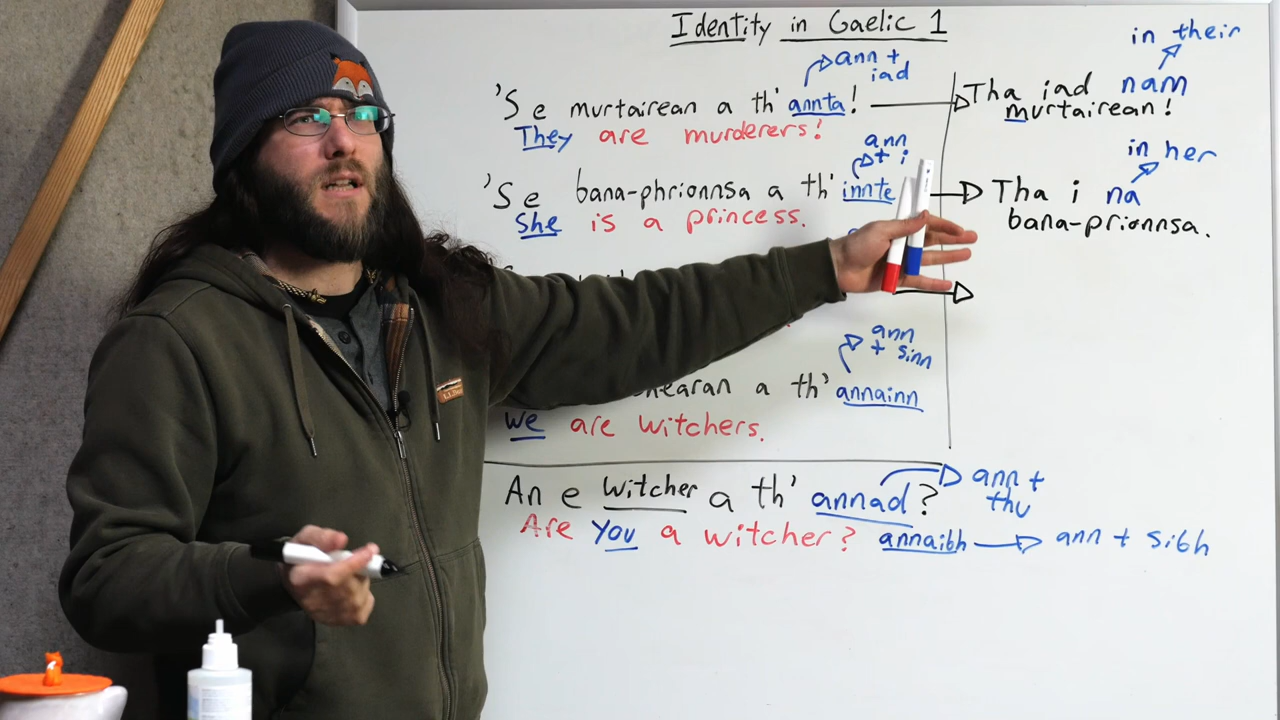 Identity in Gaelic 1
ann +
iad
'S e murtairean a th' annta!
They are murderers!
in their
Tha iad nam
murtairean!
ann
+ i
'S e bana-phrionnsa a th' innte
She is a princess.
in her
Tha i na
bana-prionnsa.
ann
+ sinn
a th' annainn
We are witchers.
An e witcher a th' annad?
ann +
thu
Are you a witcher? annaibh
ann + sibh